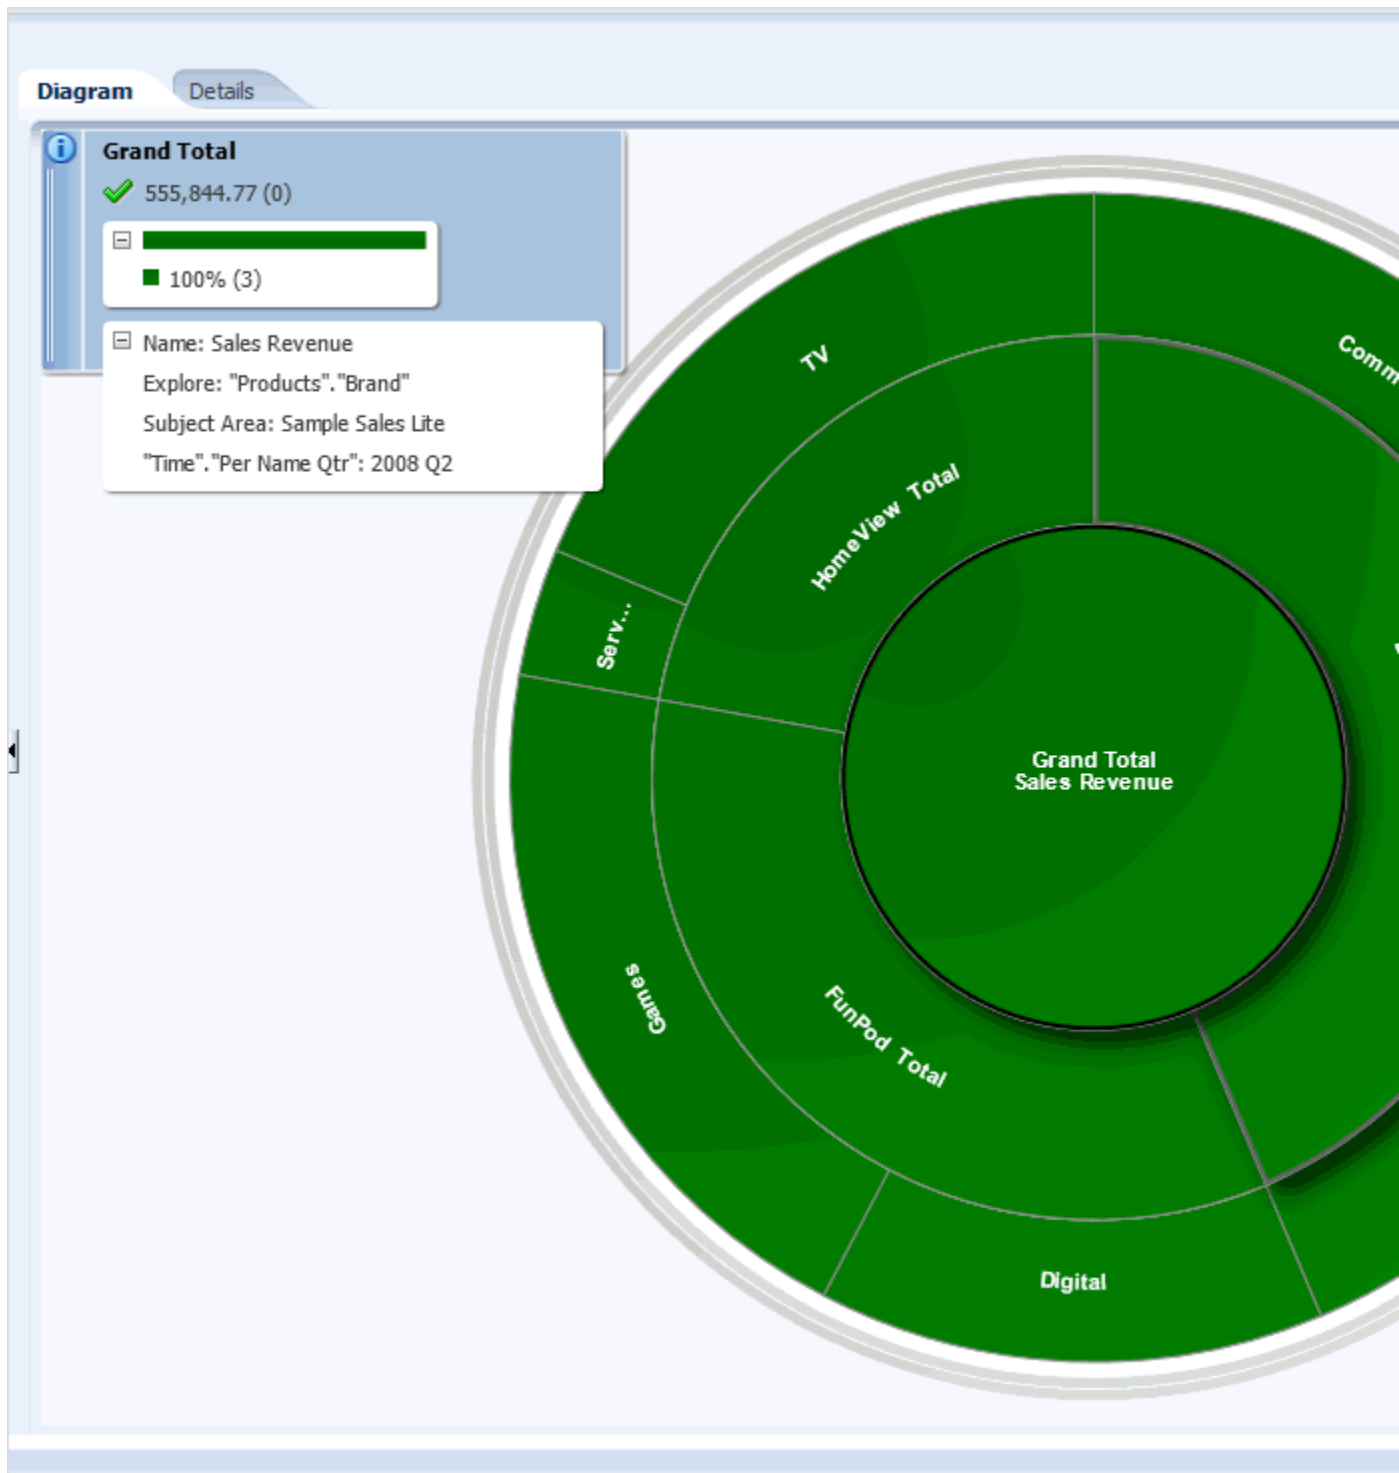 Diagram
Details
Grand Total
555,844.77 (0)
100% (3)
Name: Sales Revenue
Explore: "Products"."Brand"
Subject Area: Sample Sales Lite
"Time"."Per Name Qtr": 2008 Q2
TV
Comm
HomeView Total
Serv...
Grand Total
Sales Revenue
Games
FunPod Total
Digital